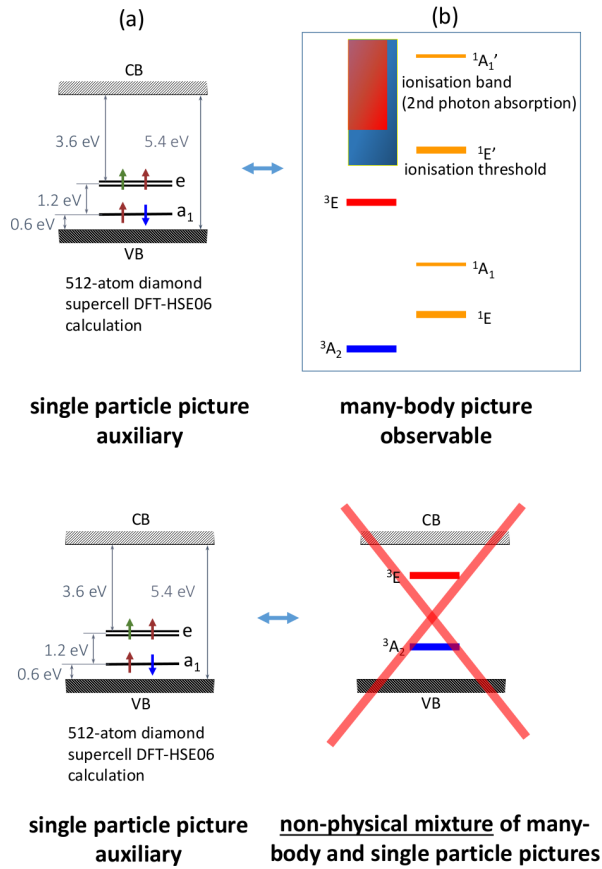 (a)
(b)
CB
3.6 eV
5.4 eV
e
1.2 eV
a1
0.6 eV
VB
512-atom diamond
supercell DFT-HSE06
calculation
1A1’
ionisation band
(2nd photon absorption)
1E’
ionisation threshold
3E
1A1
1E
3A2
single particle picture
auxiliary
many-body picture
observable
CB
3.6 eV
5.4 eV
e
1.2 eV
a1
0.6 eV
VB
512-atom diamond
supercell DFT-HSE06
calculation
CB
3E
3A2
VB
single particle picture
auxiliary
non-physical mixture of many-
body and single particle pictures